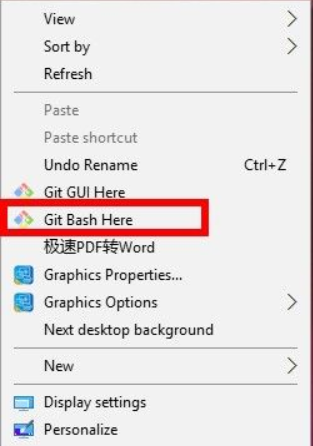 View
Sort by
Refresh
Paste
Paste shortcut
Undo Rename Ctrl+Z
Git GUI Here
Git Bash Here
极速PDF转Word
Graphics Properties...
Graphics Options
Next desktop background
New
Display settings
Personalize